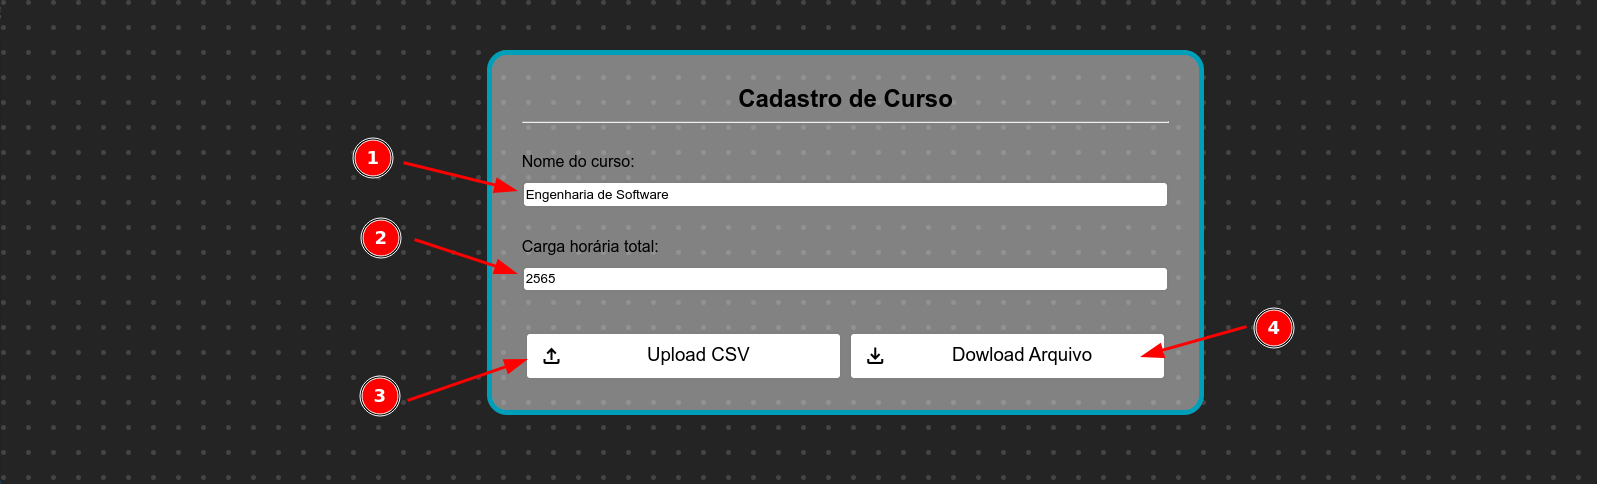 Cadastro de Curso
1
Nome do curso:
Engenharia de Software
2
Carga horária total:
2565
3
Upload CSV
Dowload Arquivo
4